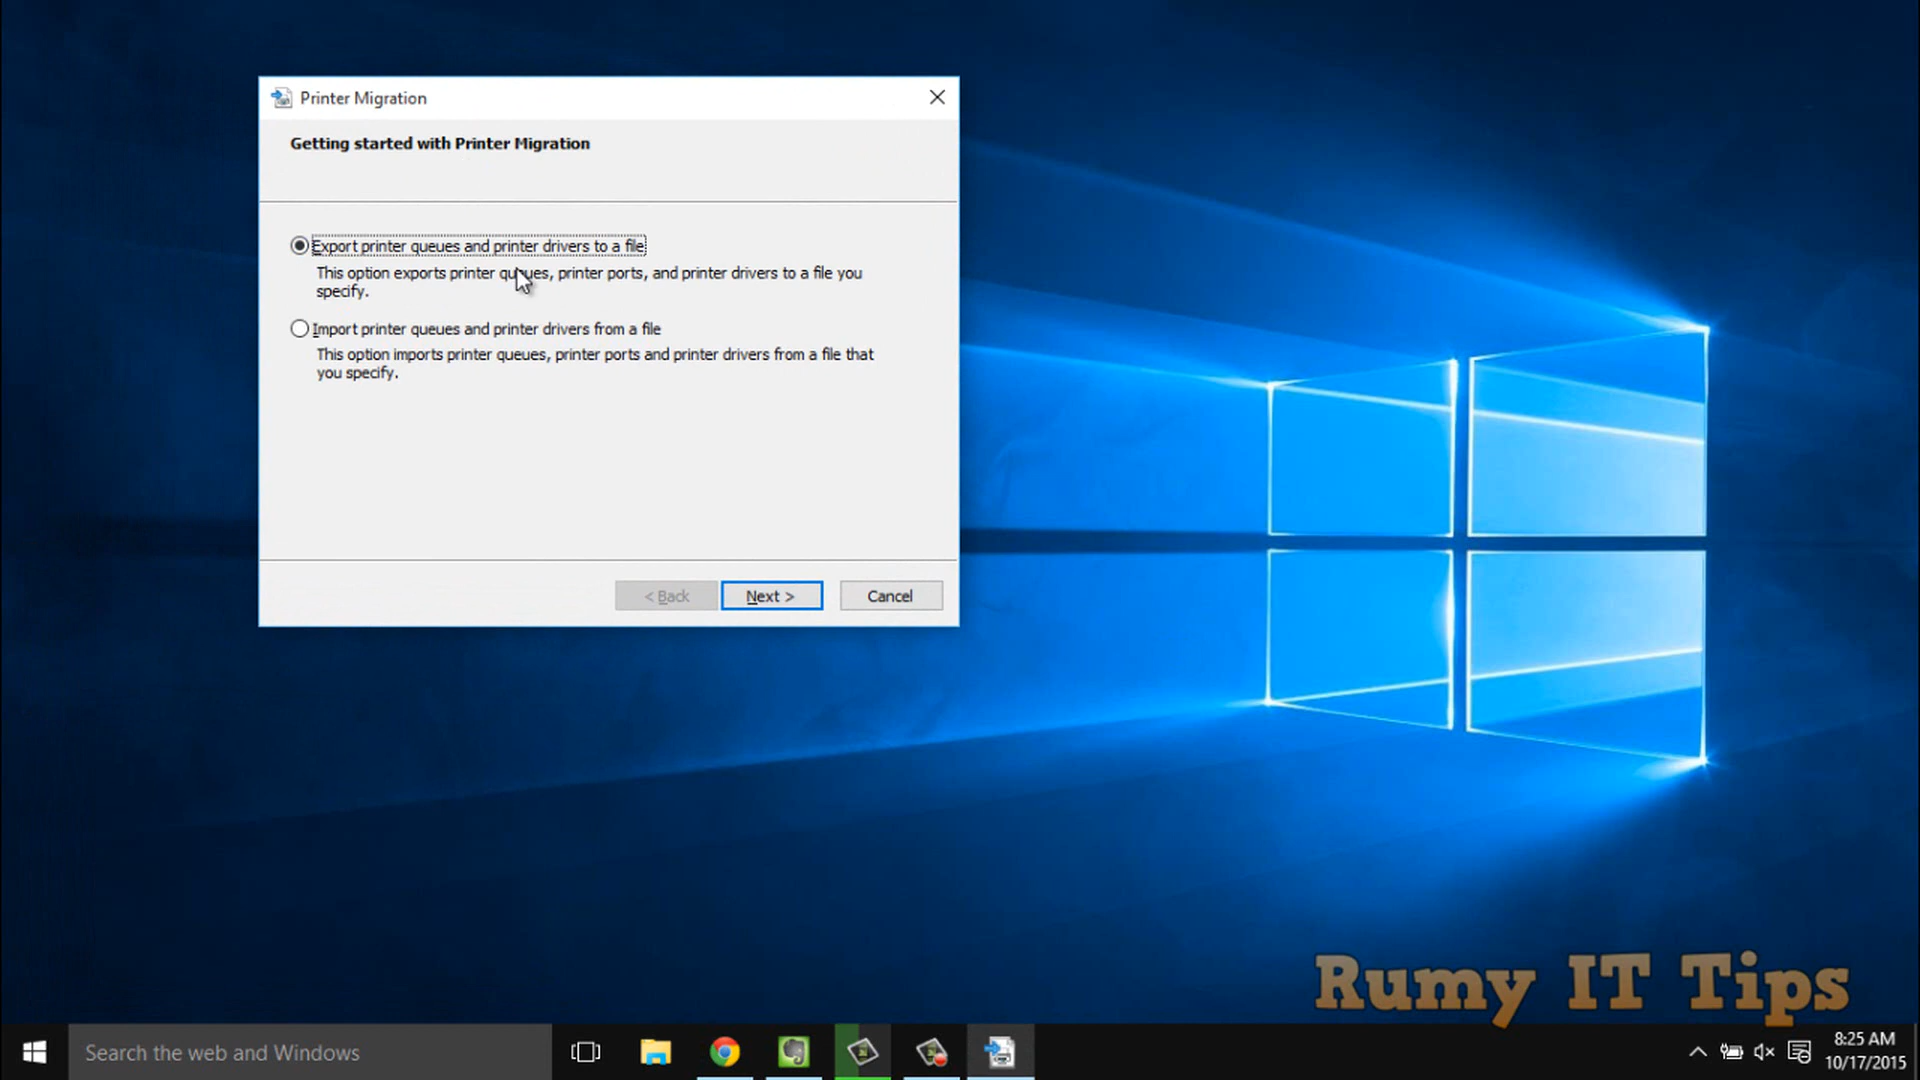 Printer Migration
Getting started with Printer Migration
Export printer queues and printer drivers to a file
This option exports printer queues, printer ports, and printer drivers to a file you
specify.
Import printer queues and printer drivers from a file
This option imports printer queues, printer ports and printer drivers from a file that
you specify.
< Back
Next >
Cancel
Rumy IT Tips
Search the web and Windows
8:25 AM
10/17/2015